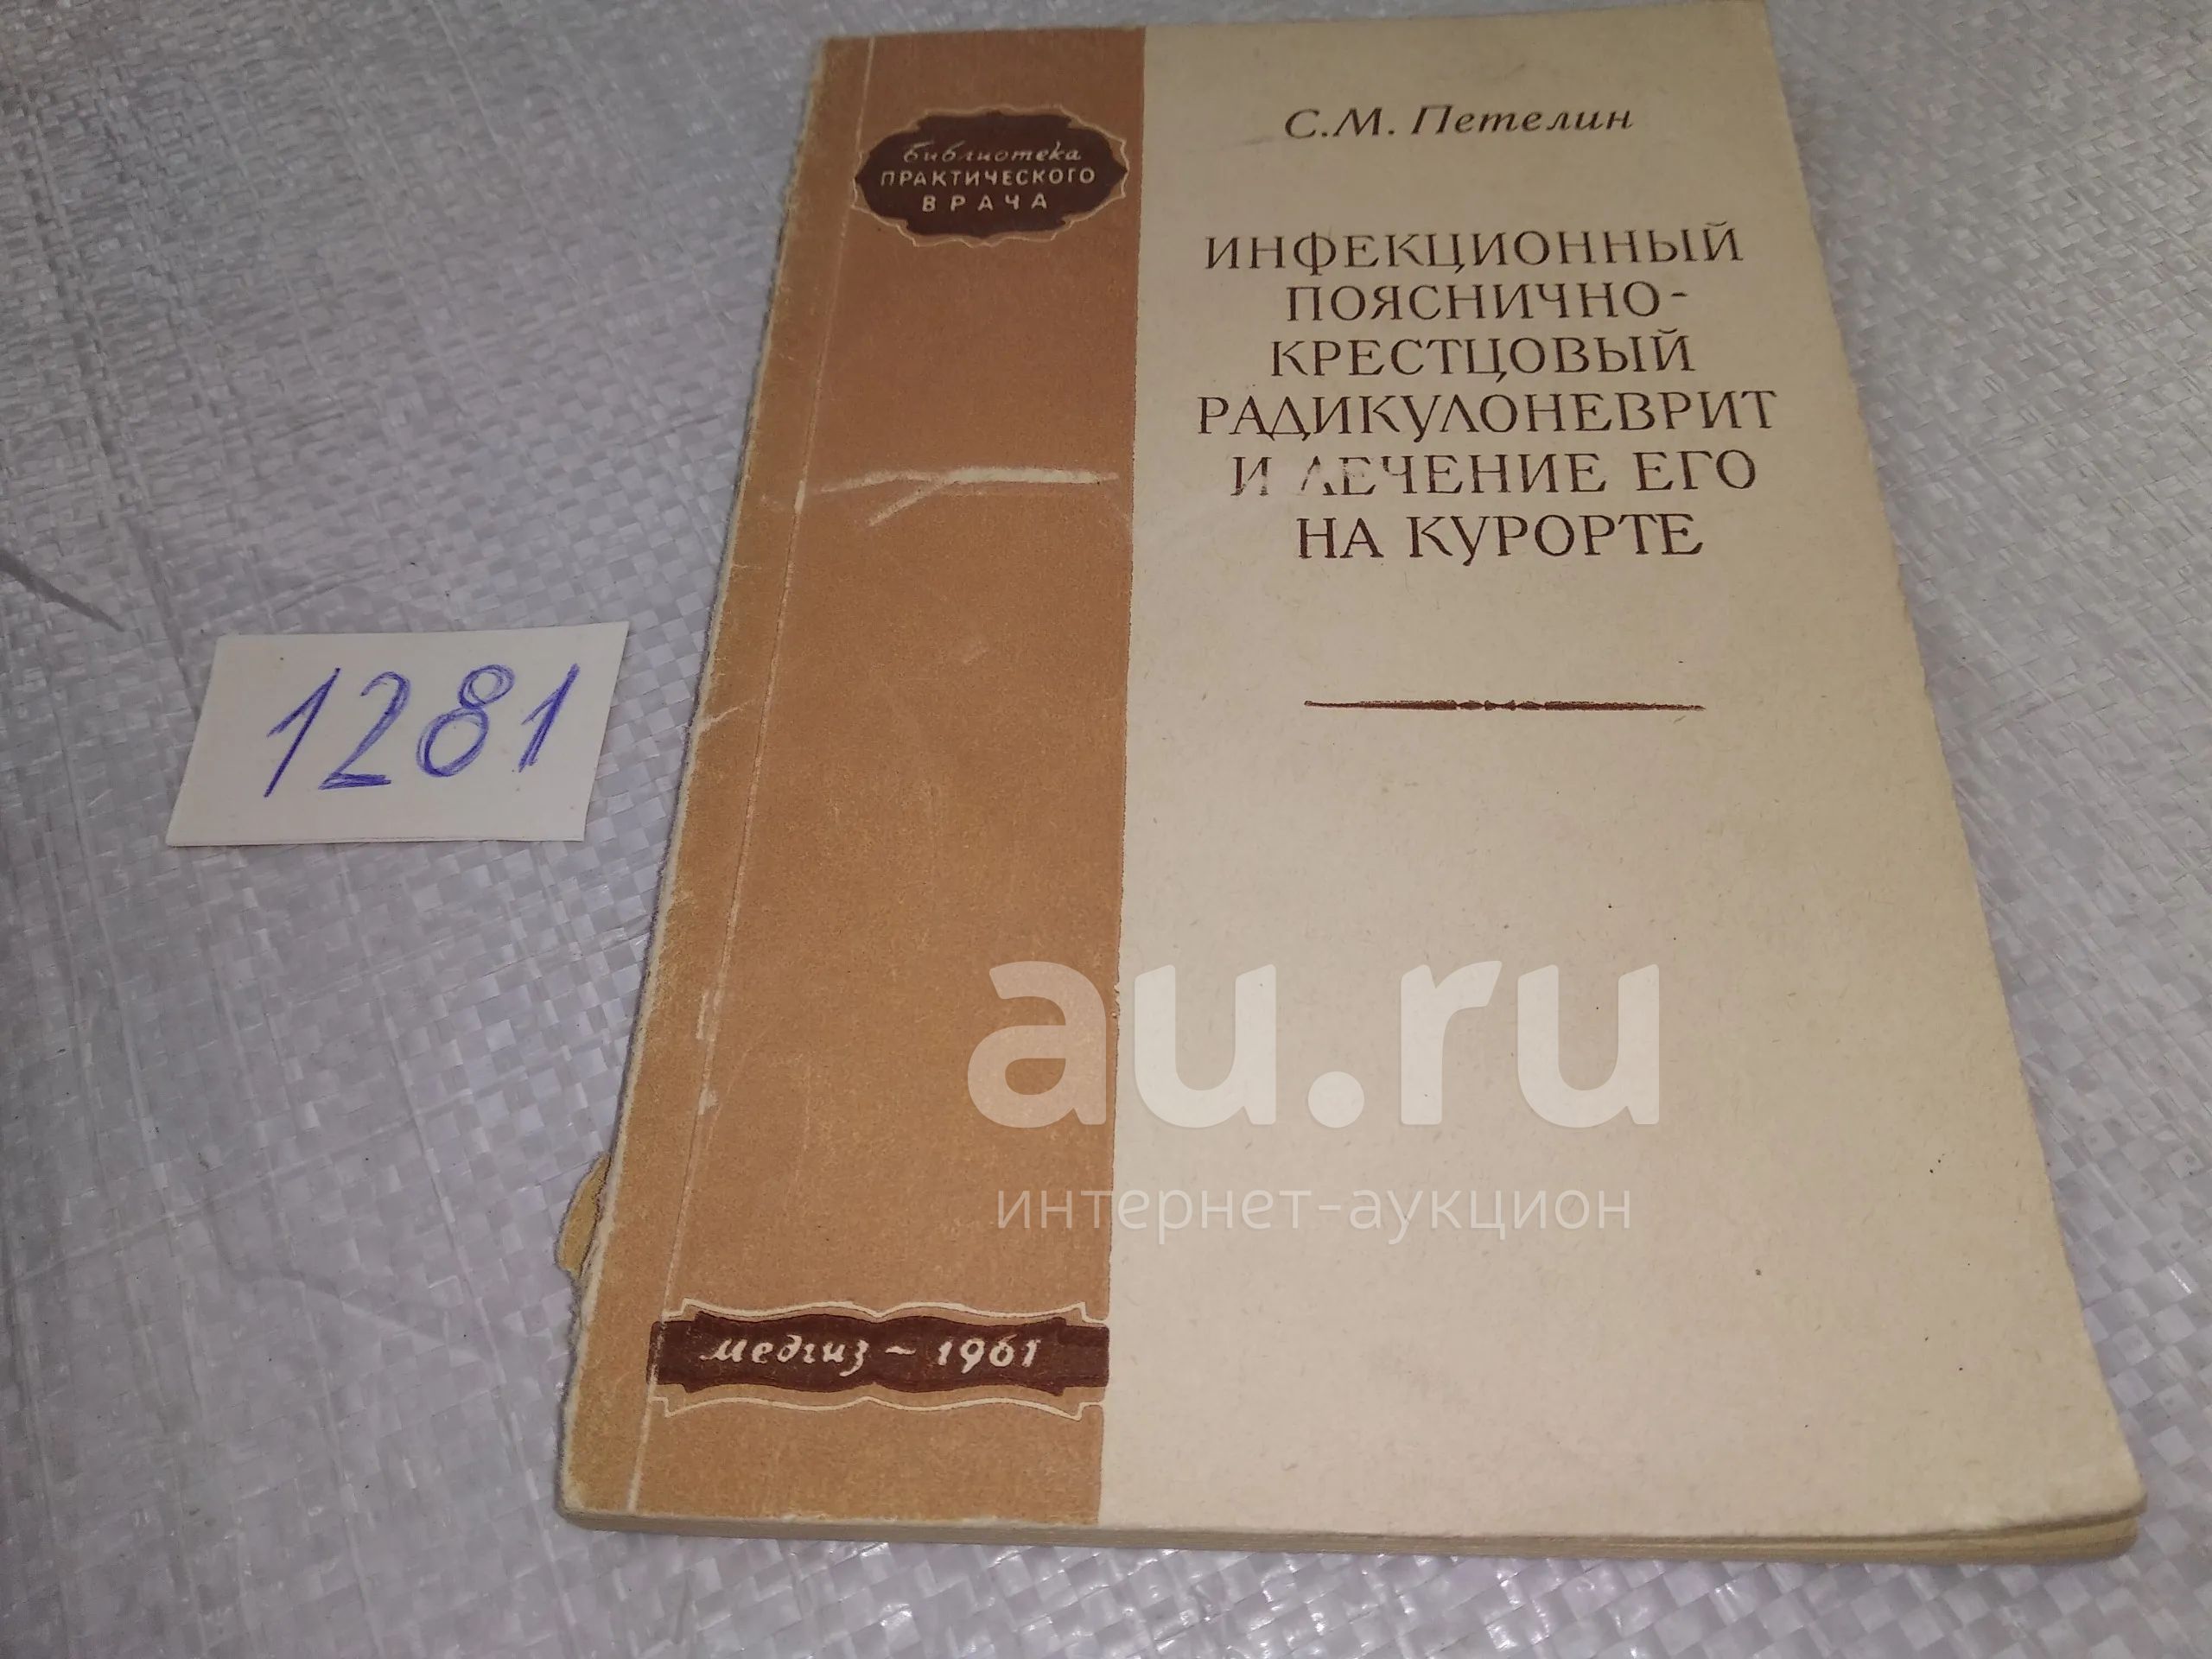 библиотека
ПРАКТИЧЕСКОГО
ВРАЧА
С.М. Петелин
ИНФЕКЦИОННЫЙ
ПОЯСНИЧНО-
КРЕСТЦОВЫЙ
РАДИКУЛОНЕВРИТ
И ЛЕЧЕНИЕ ЕГО
НА КУРОРТЕ
1281
au.ru
интернет-аукцион
медгиз - 1961